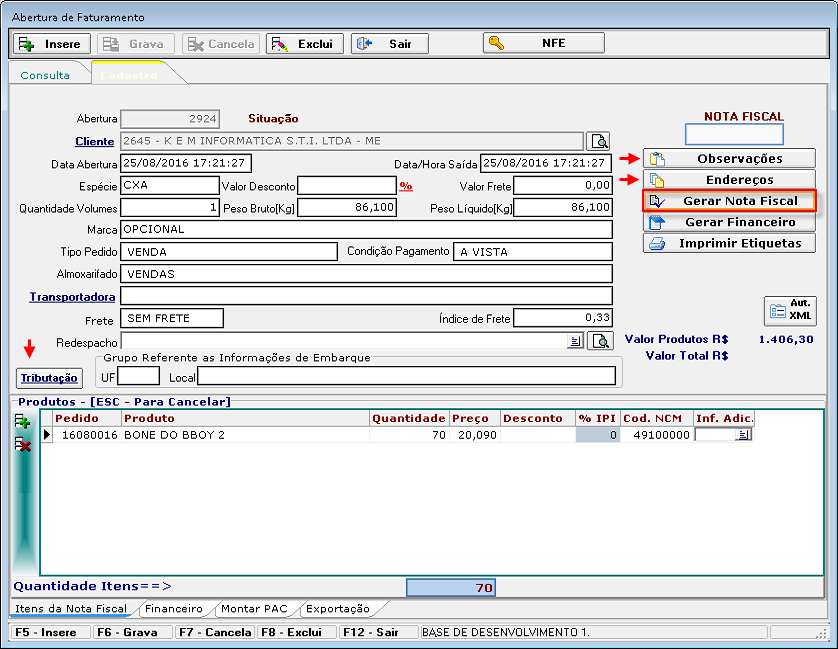 Abertura de Faturamento
Insere Grava Cancela Exclui Sair NFE
Consulta Cadastro
Abertura 2924 Situação NOTA FISCAL
Cliente 2645 - K E M INFORMATICA S.T.I. LTDA - ME
Data Abertura 25/08/2016 17:21:27 Data/Hora Saída 25/08/2016 17:21:27 Observações
Espécie CXA Valor Desconto % Valor Frete 0,00 Endereços
Quantidade Volumes 1 Peso Bruto[Kg] 86,100 Peso Líquido[Kg] 86,100 Gerar Nota Fiscal
Marca OPCIONAL Gerar Financeiro
Tipo Pedido VENDA Condição Pagamento A VISTA Imprimir Etiquetas
Almoxarifado VENDAS
Transportadora
Frete SEM FRETE Índice de Frete 0,33 Aut. XML
Redespacho Valor Produtos R$ 1.406,30
Grupo Referente as Informações de Embarque Valor Total R$
Tributação UF Local
Produtos - [ESC - Para Cancelar]
Pedido Produto Quantidade Preço Desconto % IPI Cod. NCM Inf. Adic.
16080016 BONE DO BBOY 2 70 20,090 0 49100000
Quantidade Itens==> 70
Itens da Nota Fiscal Financeiro Montar PAC Exportação
F5 - Insere F6 - Grava F7 - Cancela F8 - Exclui F12 - Sair BASE DE DESENVOLVIMENTO 1.